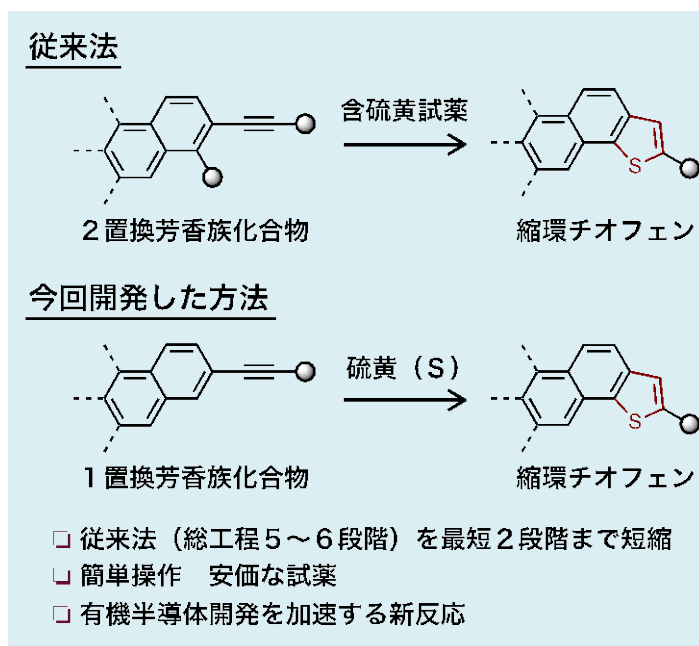 従来法
含硫黄試薬
S
2置換芳香族化合物
縮環チオフェン
今回開発した方法
硫黄（S）
S
1置換芳香族化合物
縮環チオフェン
❏ 従来法（総工程5～6段階）を最短2段階まで短縮
❏ 簡単操作　安価な試薬
❏ 有機半導体開発を加速する新反応